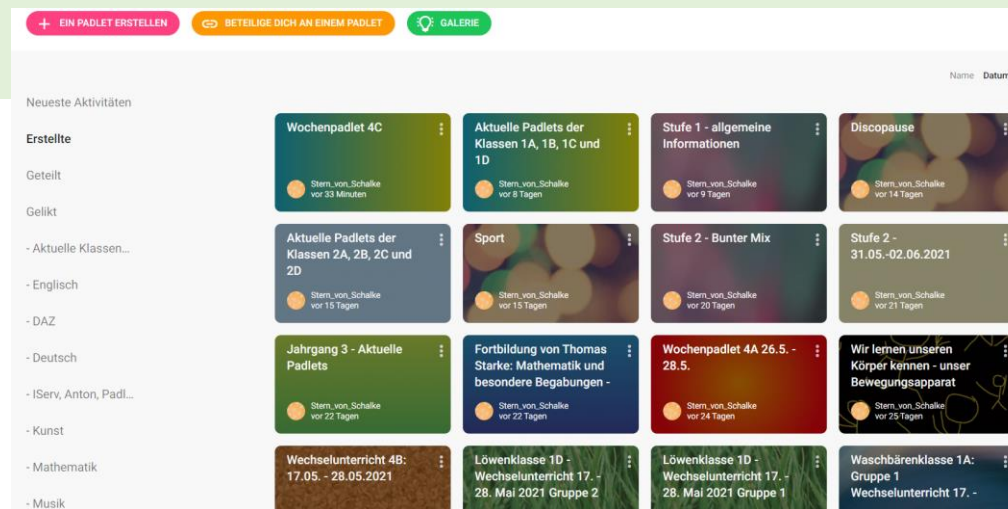 + EIN PADLET ERSTELLEN
BETEILIGE DICH AN EINEM PADLET
GALERIE
Name Datum
Neueste Aktivitäten
Erstellte
Geteilt
Gelikt
- Aktuelle Klassen...
- Englisch
- DAZ
- Deutsch
- IServ, Anton, Padl...
- Kunst
- Mathematik
- Musik
Wochenpadlet 4C
Stern_von_Schalke
vor 33 Minuten
Aktuelle Padlets der
Klassen 1A, 1B, 1C und
1D
Stern_von_Schalke
vor 8 Tagen
Stufe 1 - allgemeine
Informationen
Stern_von_Schalke
vor 9 Tagen
Discopause
Stern_von_Schalke
vor 14 Tagen
Aktuelle Padlets der
Klassen 2A, 2B, 2C und
2D
Stern_von_Schalke
vor 15 Tagen
Sport
Stern_von_Schalke
vor 15 Tagen
Stufe 2 - Bunter Mix
Stern_von_Schalke
vor 20 Tagen
Stufe 2 -
31.05.-02.06.2021
Stern_von_Schalke
vor 21 Tagen
Jahrgang 3 - Aktuelle
Padlets
Stern_von_Schalke
vor 22 Tagen
Fortbildung von Thomas
Starke: Mathematik und
besondere Begabungen -
Stern_von_Schalke
vor 22 Tagen
Wochenpadlet 4A 26.5. -
28.5.
Stern_von_Schalke
vor 24 Tagen
Wir lernen unseren
Körper kennen - unser
Bewegungsapparat
Stern_von_Schalke
vor 25 Tagen
Wechselunterricht 4B:
17.05. - 28.05.2021
Löwenklasse 1D -
Wechselunterricht 17. -
28. Mai 2021 Gruppe 2
Löwenklasse 1D -
Wechselunterricht 17. -
28. Mai 2021 Gruppe 1
Waschbärenklasse 1A:
Gruppe 1
Wechselunterricht 17. -